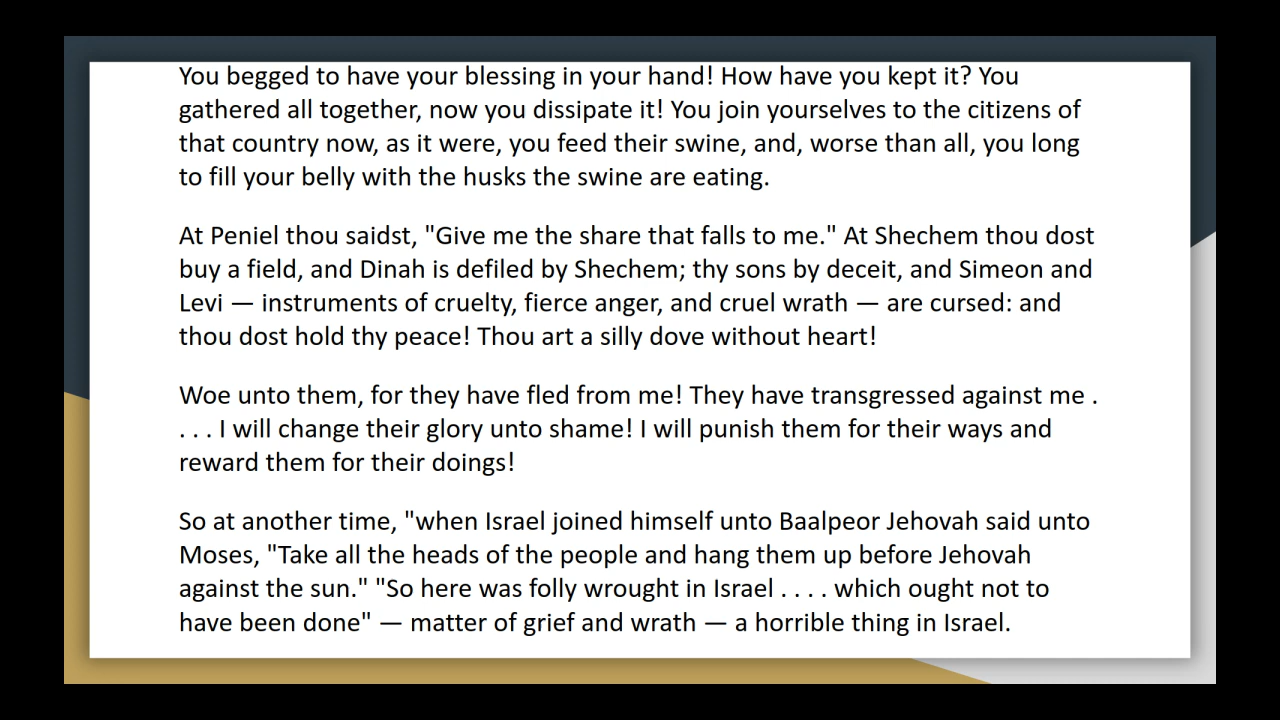 You begged to have your blessing in your hand! How have you kept it? You
gathered all together, now you dissipate it! You join yourselves to the citizens of
that country now, as it were, you feed their swine, and, worse than all, you long
to fill your belly with the husks the swine are eating.
At Peniel thou saidst, "Give me the share that falls to me." At Shechem thou dost
buy a field, and Dinah is defiled by Shechem; thy sons by deceit, and Simeon and
Levi — instruments of cruelty, fierce anger, and cruel wrath — are cursed: and
thou dost hold thy peace! Thou art a silly dove without heart!
Woe unto them, for they have fled from me! They have transgressed against me .
. . . I will change their glory unto shame! I will punish them for their ways and
reward them for their doings!
So at another time, "when Israel joined himself unto Baalpeor Jehovah said unto
Moses, "Take all the heads of the people and hang them up before Jehovah
against the sun." "So here was folly wrought in Israel . . . . which ought not to
have been done" — matter of grief and wrath — a horrible thing in Israel.